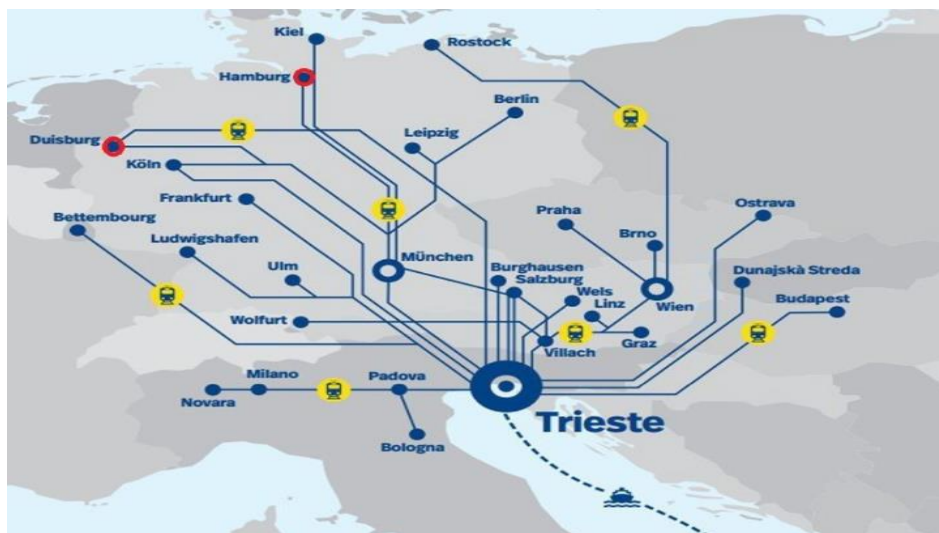 Kiel
Rostock
Hamburg
Berlin
Leipzig
Duisburg
Köln
Frankfurt
Praha
Ostrava
Bettembourg
Brno
Ludwigshafen
München
Ulm
Burghausen
Salzburg
Dunajskà Streda
Wels
Linz
Wien
Budapest
Wolfurt
Villach
Graz
Milano
Padova
Novara
Trieste
Bologna